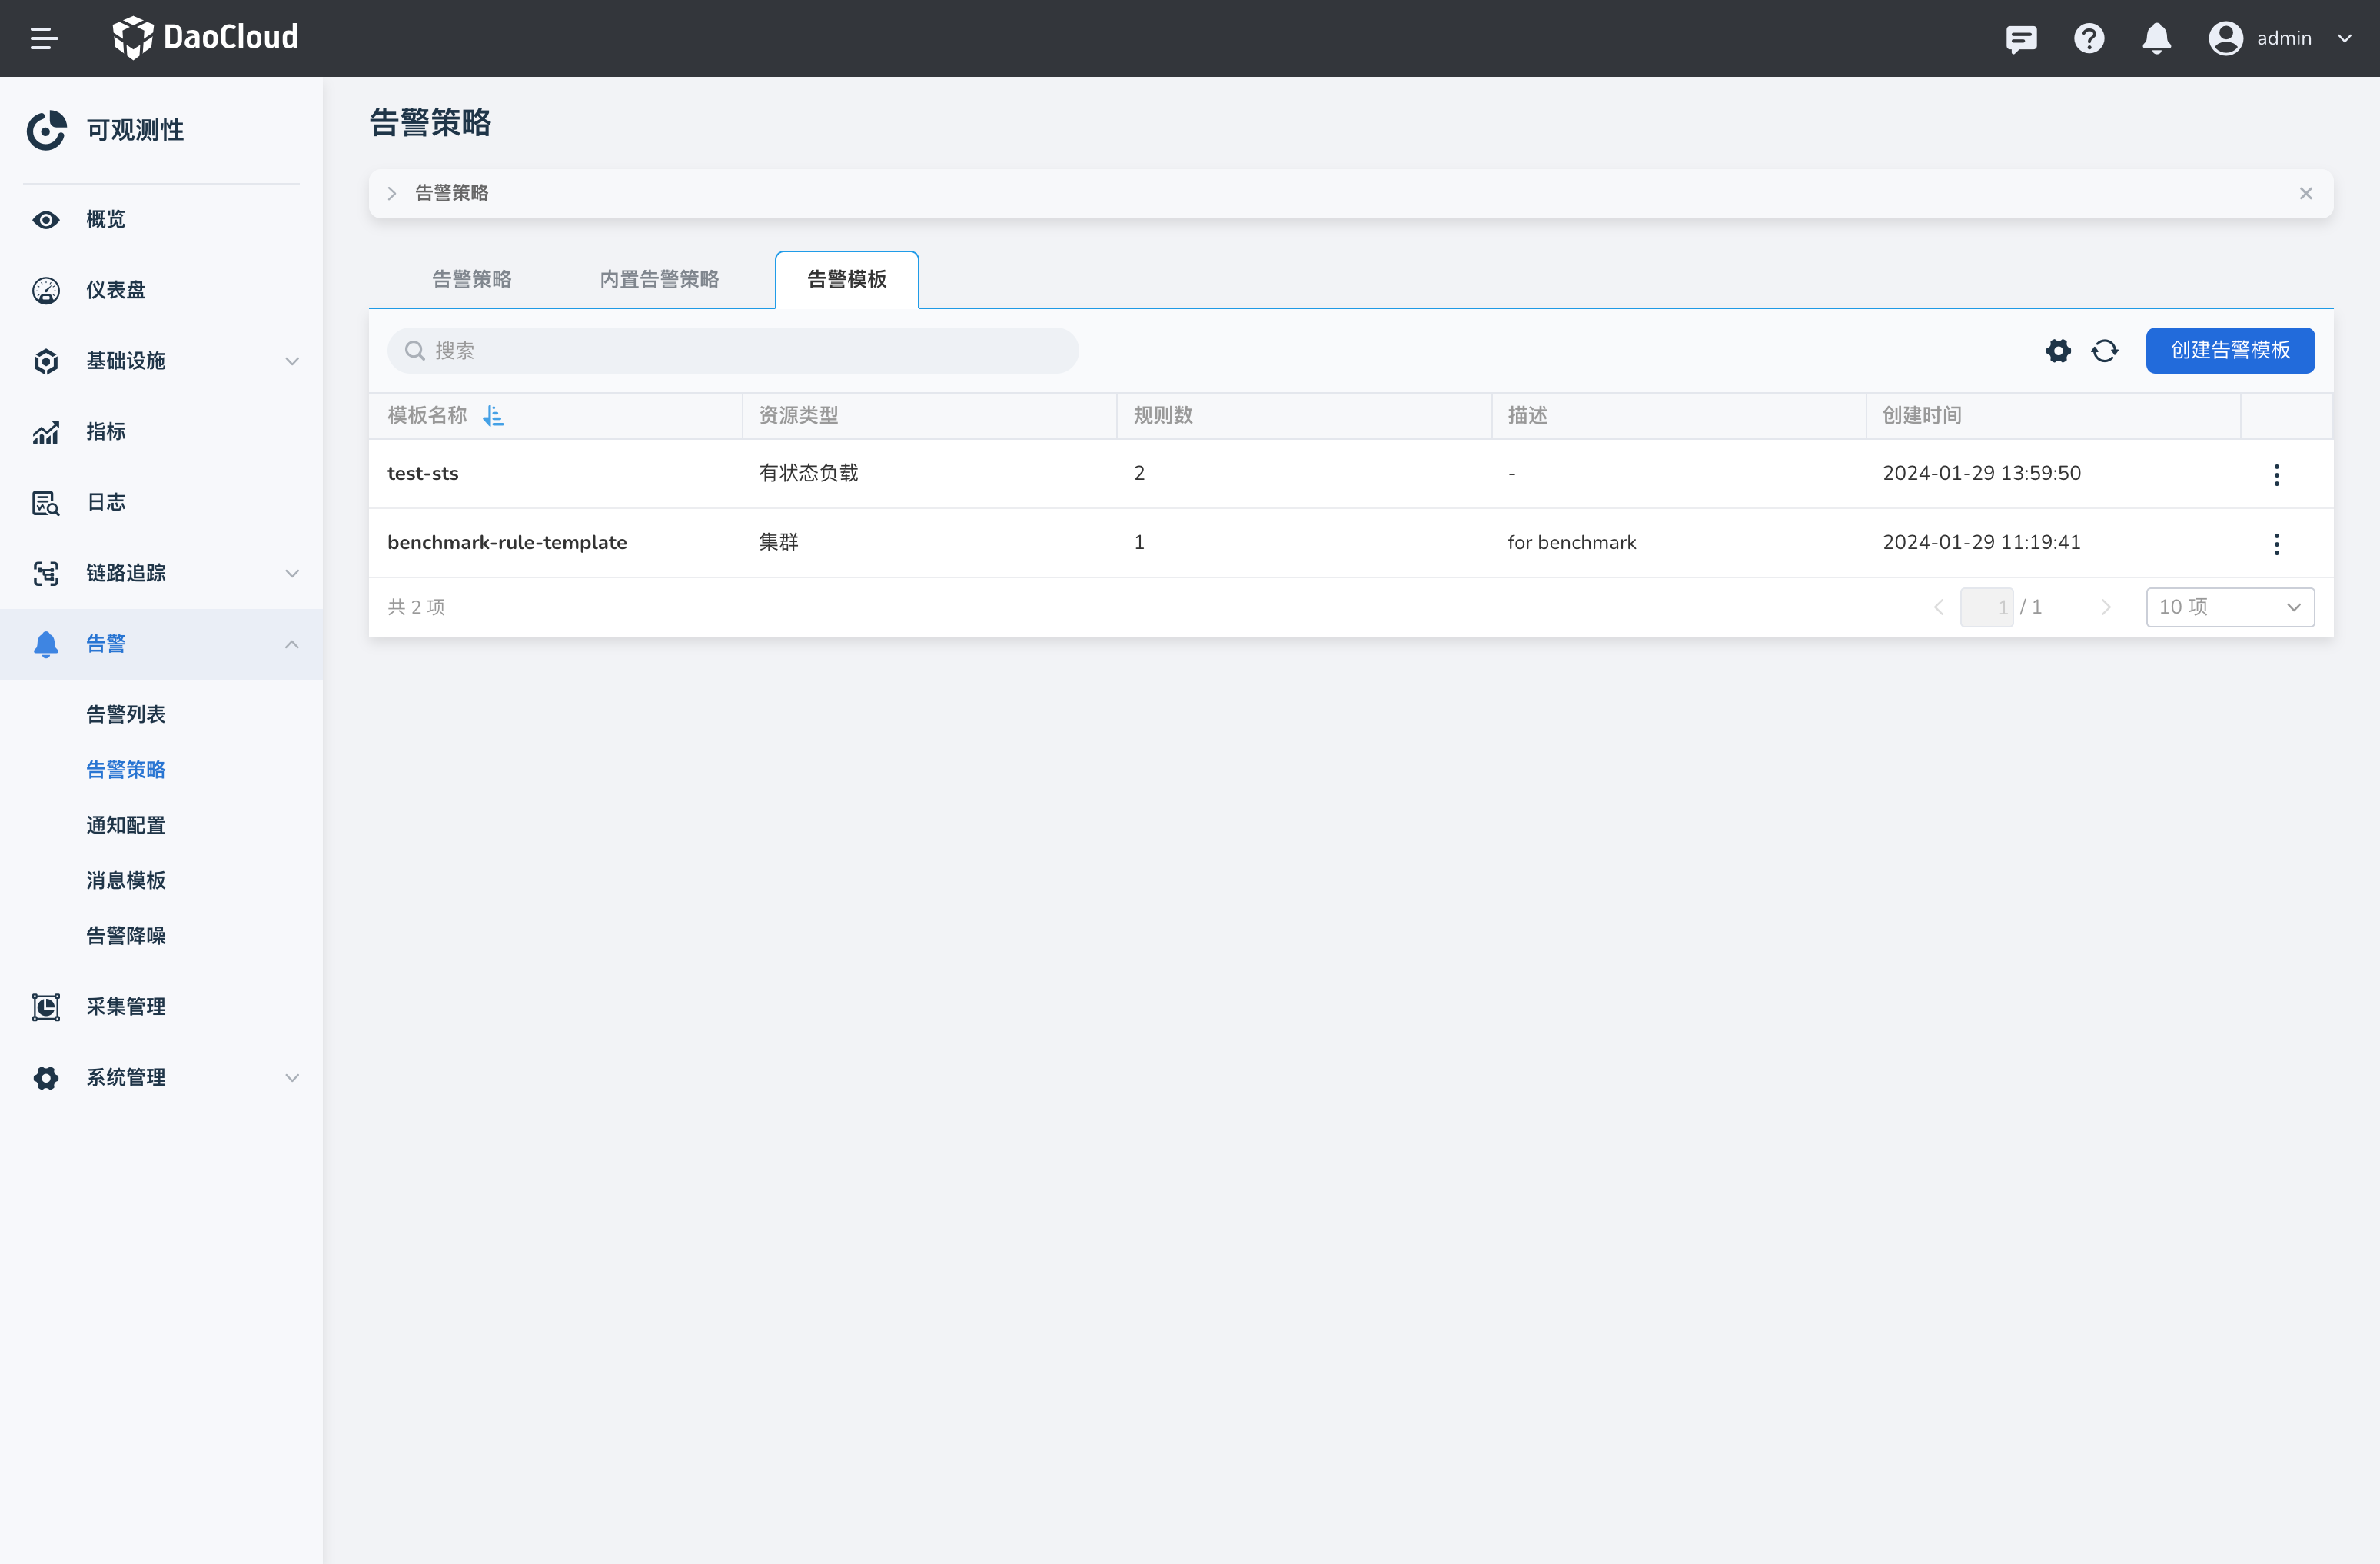 DaoCloud
admin
可观测性
概览
仪表盘
基础设施
指标
日志
链路追踪
告警
告警列表
告警策略
通知配置
消息模板
告警降噪
采集管理
系统管理
告警策略
告警策略
告警策略 内置告警策略 告警模板
搜索 创建告警模板
模板名称 资源类型 规则数 描述 创建时间
test-sts 有状态负载 2 - 2024-01-29 13:59:50
benchmark-rule-template 集群 1 for benchmark 2024-01-29 11:19:41
共 2 项 1 / 1 10 项